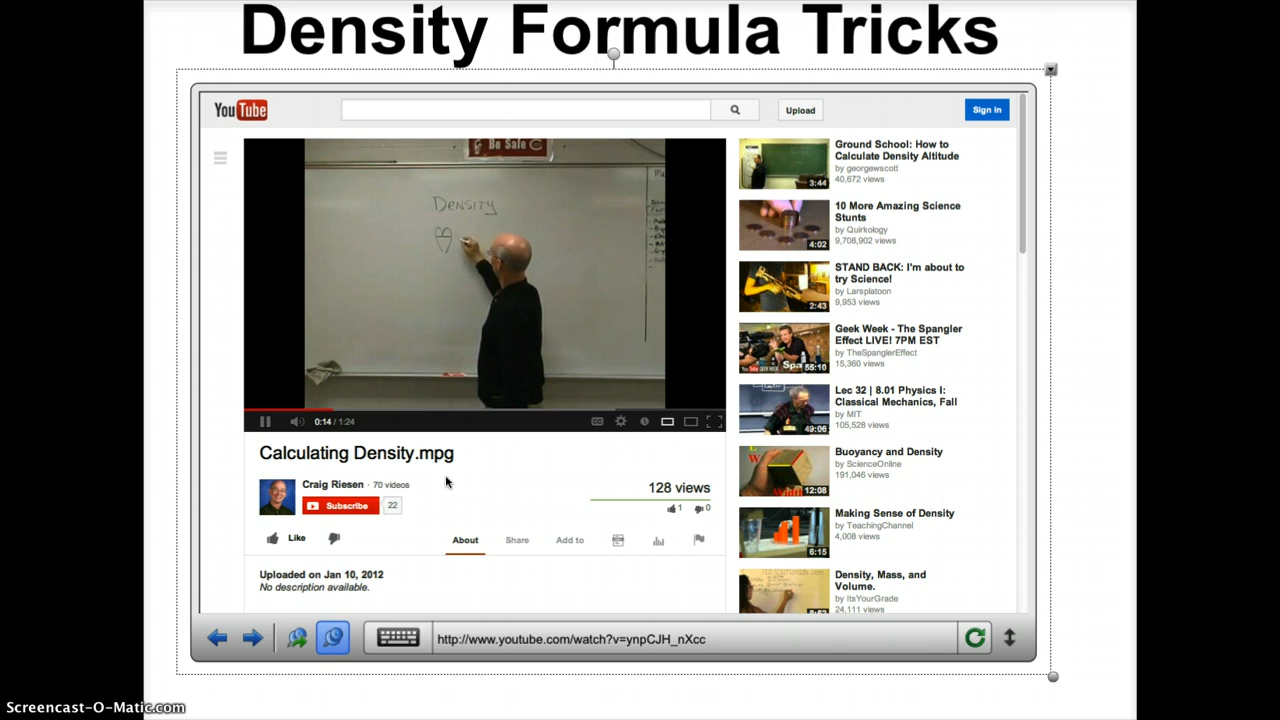 Density Formula Tricks
YouTube
Upload
Sign in
Be Safe
DENSITY
0:14 / 1:24
Calculating Density.mpg
Craig Riesen · 70 videos
Subscribe 22
128 views
1 0
Like
About Share Add to
Uploaded on Jan 10, 2012
No description available.
3:44
Ground School: How to
Calculate Density Altitude
by georgewscott
40,672 views
4:02
10 More Amazing Science
Stunts
by Quirkology
9,708,902 views
2:43
STAND BACK: I'm about to
try Science!
by Larsplatoon
9,953 views
55:10
Geek Week - The Spangler
Effect LIVE! 7PM EST
by TheSpanglerEffect
15,360 views
49:06
Lec 32 | 8.01 Physics I:
Classical Mechanics, Fall
by MIT
105,528 views
12:08
Buoyancy and Density
by ScienceOnline
191,046 views
6:15
Making Sense of Density
by TeachingChannel
4,008 views
Density, Mass, and
Volume.
by ItsYourGrade
24,111 views
http://www.youtube.com/watch?v=ynpCJH_nXcc
Screencast-O-Matic.com